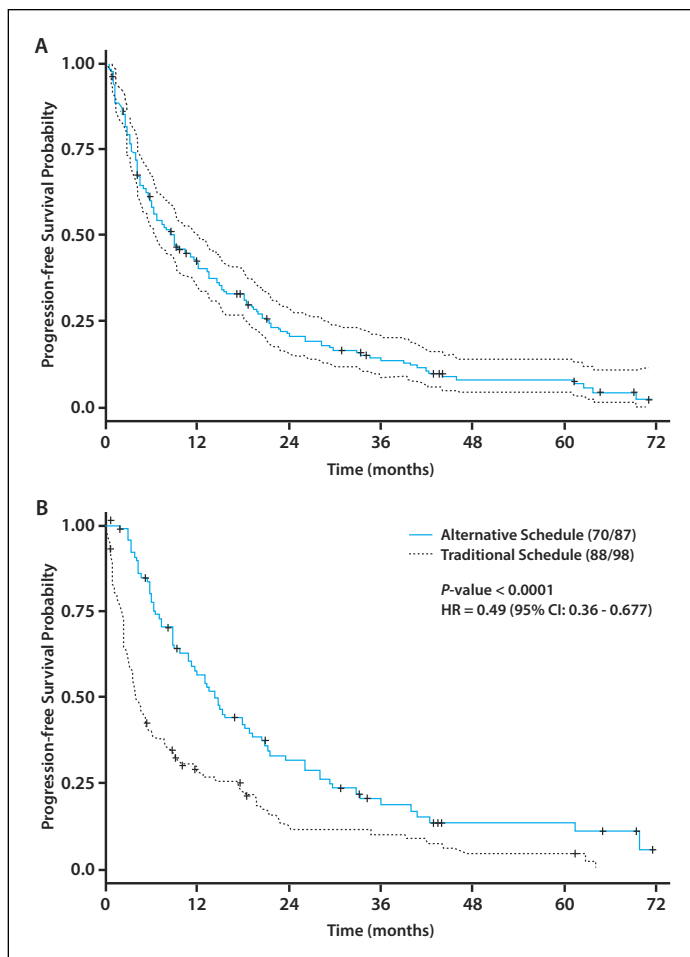 A
1.00
0.75
0.50
0.25
0.0
Progression-free Survival Probabilty
0 12 24 36 48 60 72
Time (months)
B
1.00
0.75
0.50
0.25
0.0
Progression-free Survival Probabilty
Alternative Schedule (70/87)
Traditional Schedule (88/98)
P-value < 0.0001
HR = 0.49 (95% CI: 0.36 - 0.677)
0 12 24 36 48 60 72
Time (months)